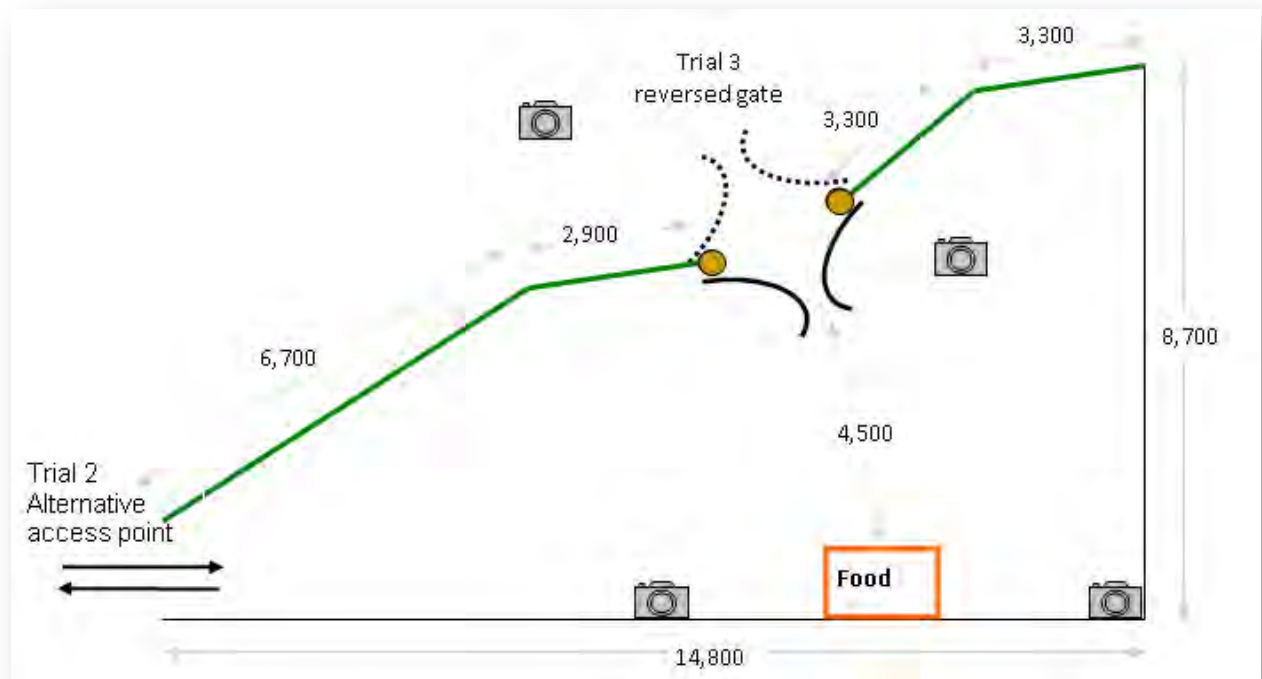 3,300
Trial 3
reversed gate
3,300
2,900
8,700
6,700
4,500
Trial 2
Alternative
access point
Food
14,800